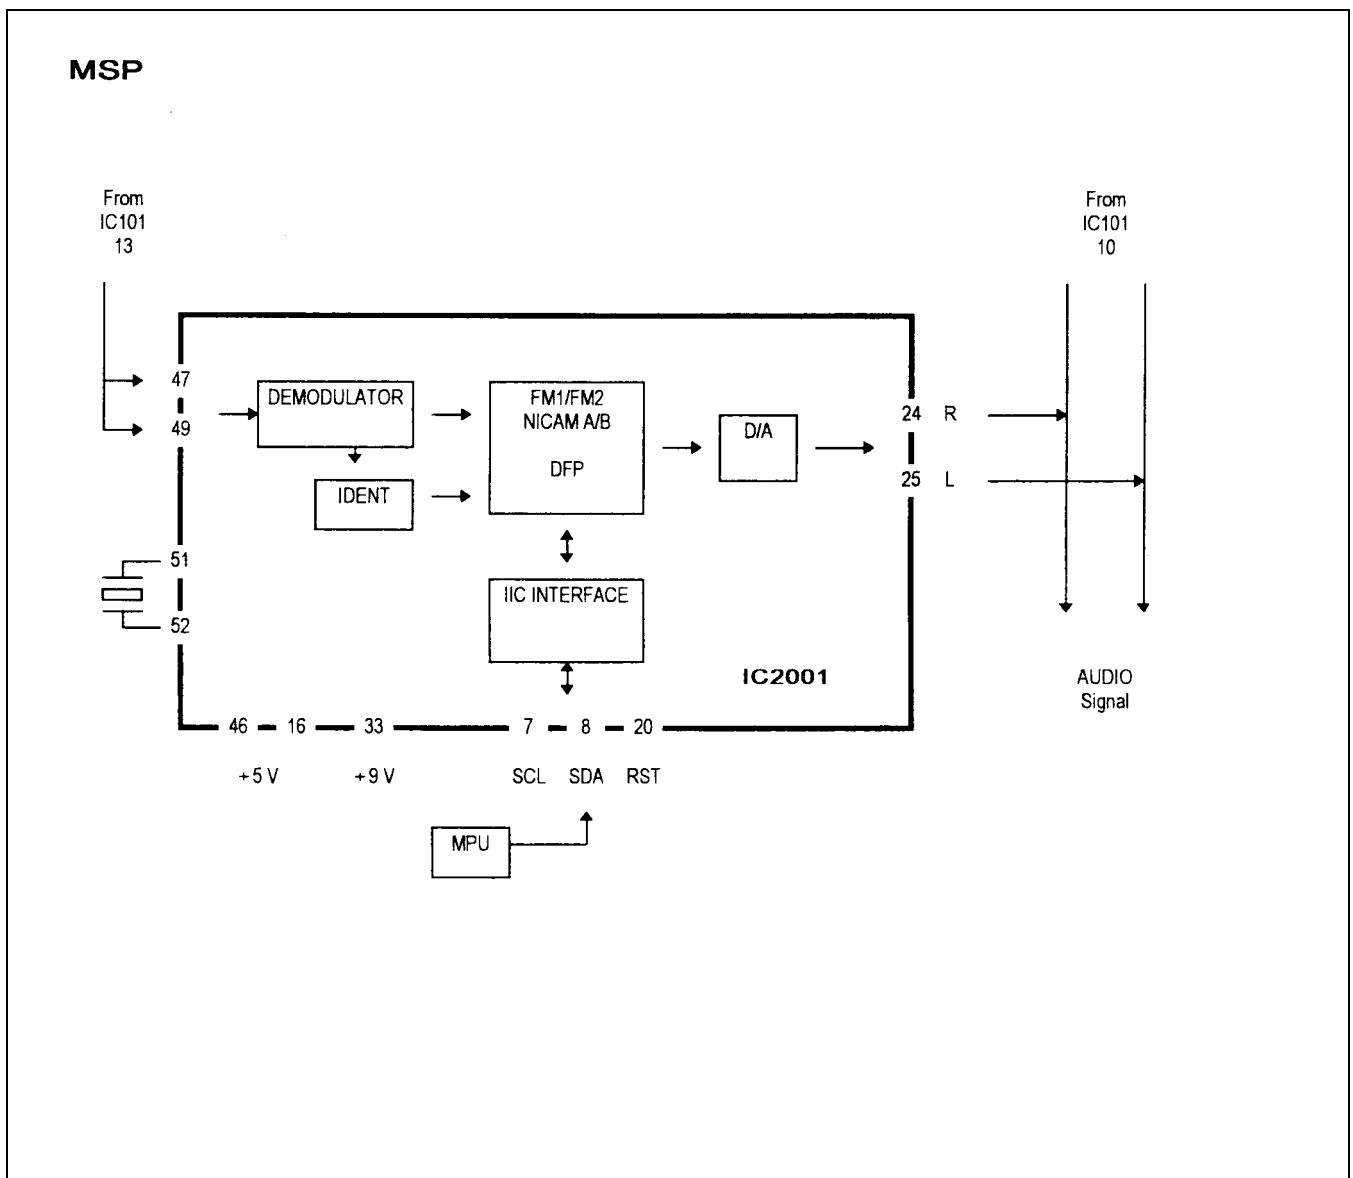 MSP
From
IC101
13
From
IC101
10
47
49
DEMODULATOR
IDENT
FM1/FM2
NICAM A/B
DFP
D/A
24 R
25 L
51
52
IIC INTERFACE
IC2001
AUDIO
Signal
46 16 33 7 8 20
+5 V +9 V SCL SDA RST
MPU